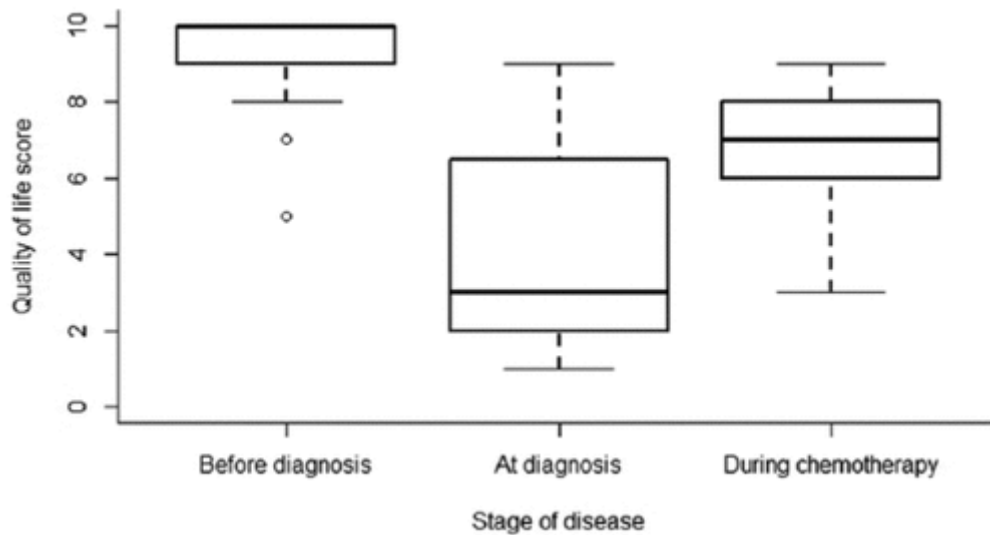 Quality of life score
10
8
6
4
2
0
Before diagnosis At diagnosis During chemotherapy
Stage of disease